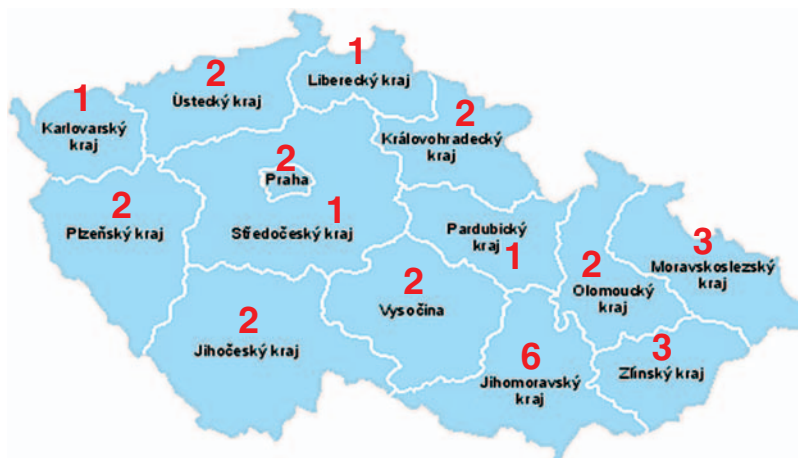 1
Liberecký kraj
2
Ùstecký kraj
1
Karlovarský
kraj
2
Královohradecký
kraj
2
Praha
2
Plzeňský kraj
1
Středočeský kraj
Pardubický
kraj
1
3
Moravskoslezský
kraj
2
Olomoucký
kraj
2
Vysočina
2
Jihočeský kraj
6
Jihomoravský
kraj
3
Zlínský kraj